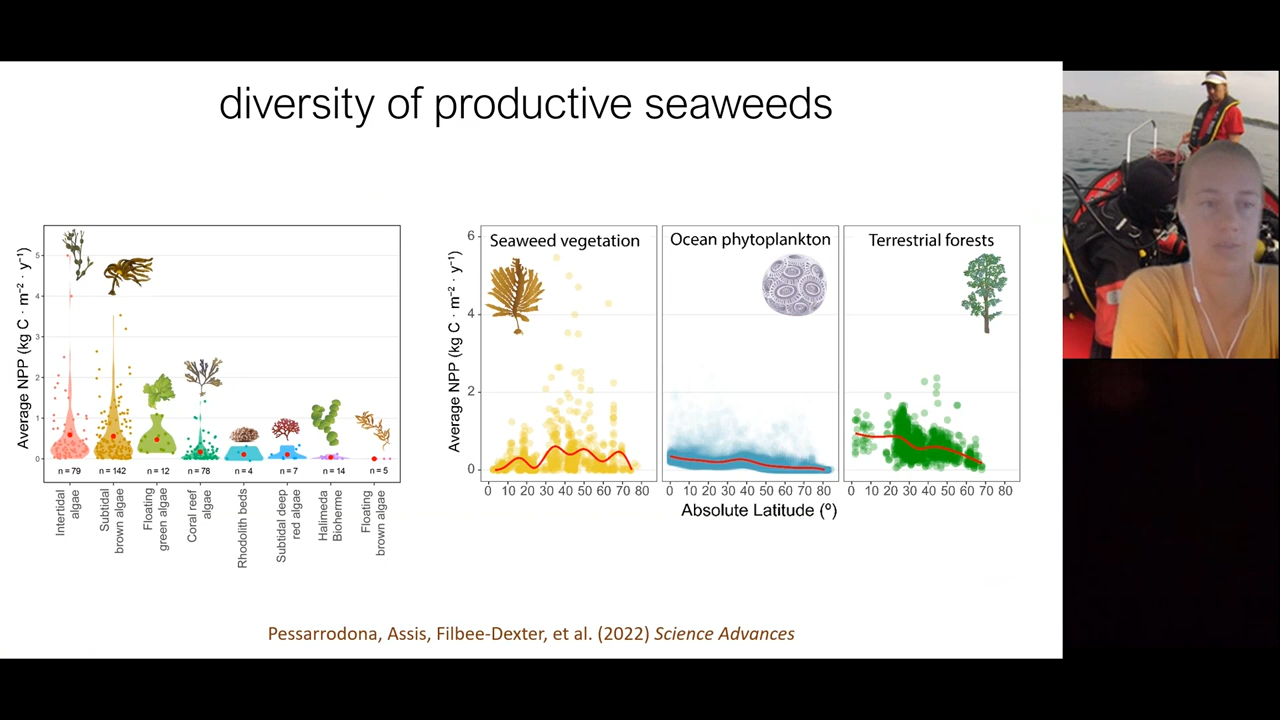 diversity of productive seaweeds
Average NPP (kg C · m⁻² · y⁻¹)
5
4
3
2
1
0
n = 79
n = 142
n = 12
n = 78
n = 4
n = 7
n = 14
n = 5
Intertidal
algae
Subtidal
brown algae
Floating
green algae
Coral reef
algae
Rhodolith beds
Subtidal deep
red algae
Halimeda
Bioherme
Floating
brown algae
Average NPP (kg C · m⁻² · y⁻¹)
6
4
2
0
Seaweed vegetation
0 10 20 30 40 50 60 70 80
Ocean phytoplankton
0 10 20 30 40 50 60 70 80
Terrestrial forests
0 10 20 30 40 50 60 70 80
Absolute Latitude (º)
Pessarrodona, Assis, Filbee-Dexter, et al. (2022) Science Advances